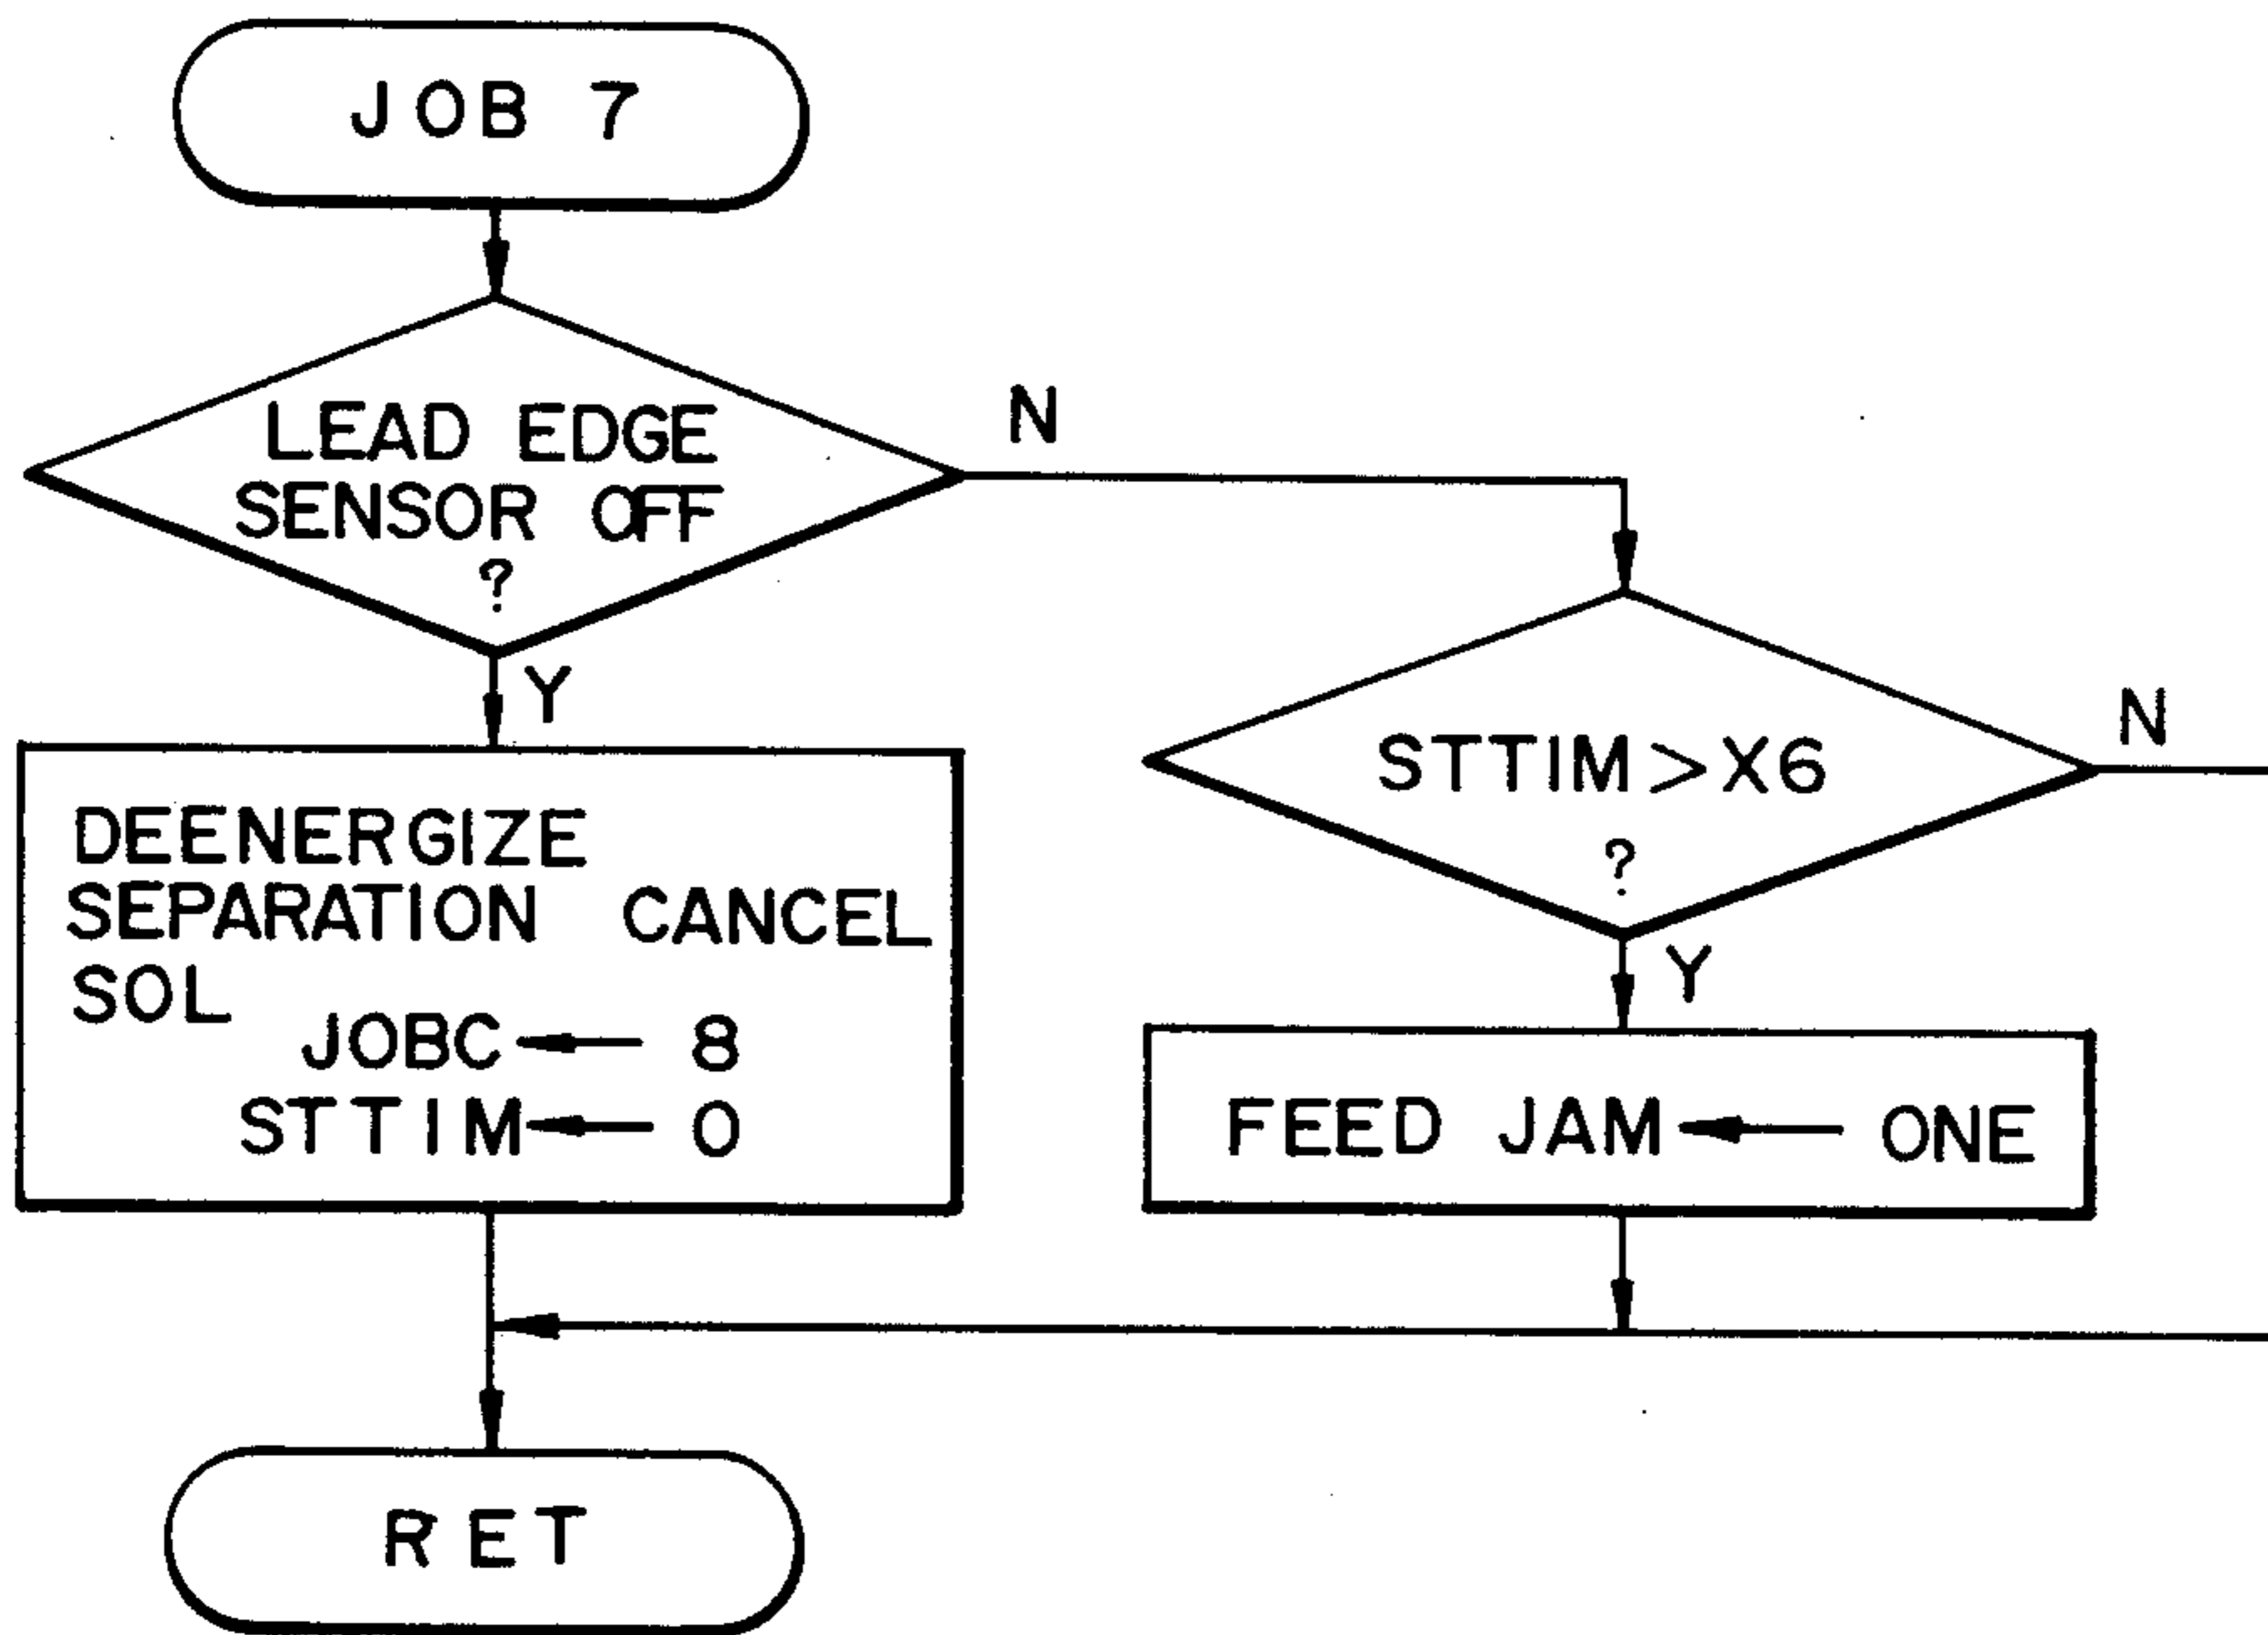 JOB 7
LEAD EDGE
SENSOR OFF
?
N
Y
DEENERGIZE
SEPARATION CANCEL
SOL
JOBC ← 8
STTIM ← 0
STTIM>X6
?
N
Y
FEED JAM ← ONE
RET